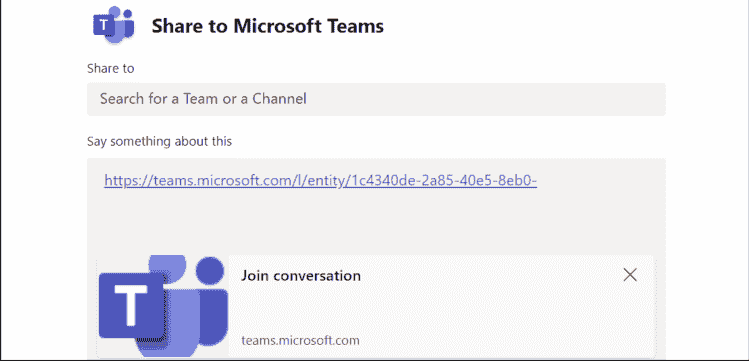 T Share to Microsoft Teams
Share to
Search for a Team or a Channel
Say something about this
https://teams.microsoft.com/l/entity/1c4340de-2a85-40e5-8eb0-
T Join conversation
teams.microsoft.com